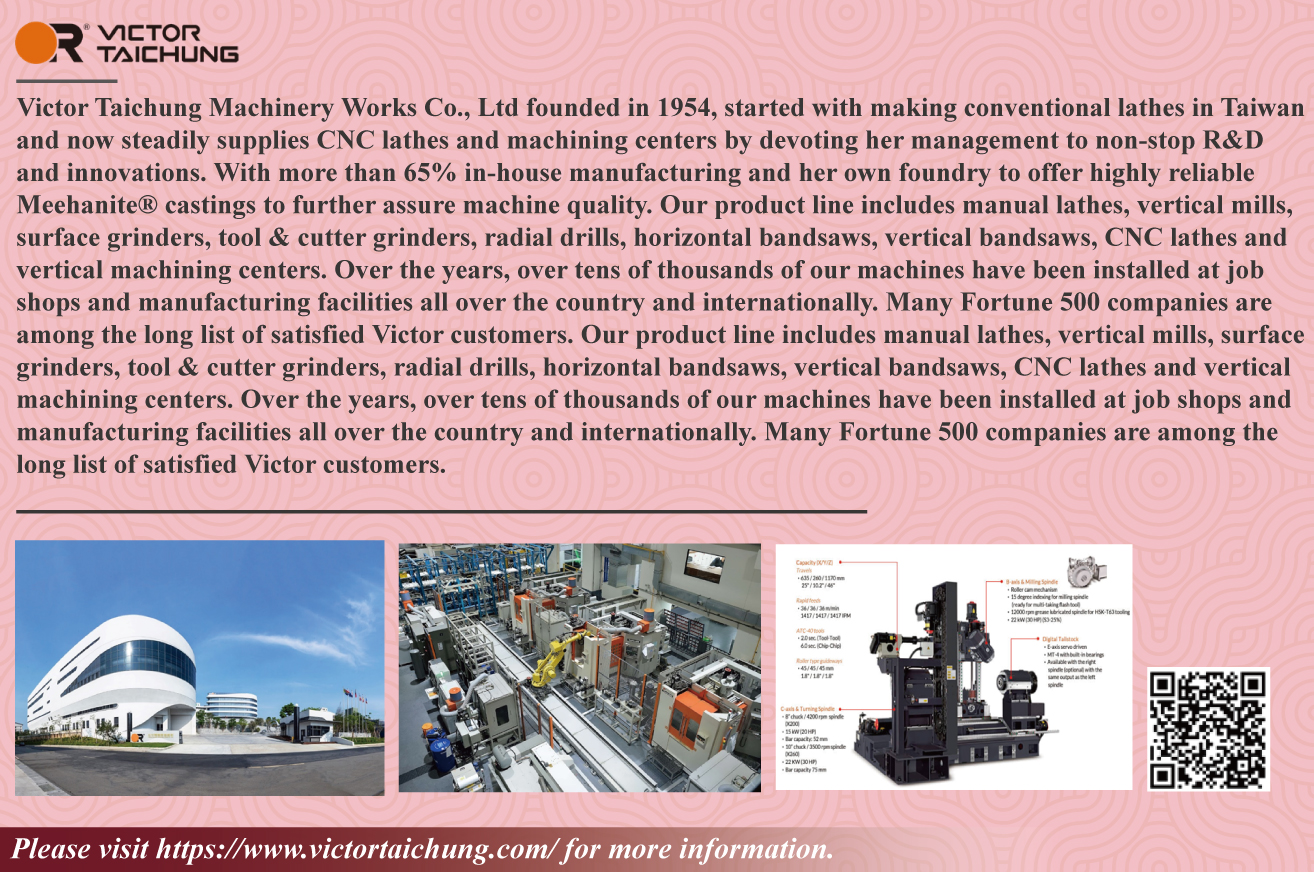 R®
VICTOR
TAICHUNG
Victor Taichung Machinery Works Co., Ltd founded in 1954, started with making conventional lathes in Taiwan
and now steadily supplies CNC lathes and machining centers by devoting her management to non-stop R&D
and innovations. With more than 65% in-house manufacturing and her own foundry to offer highly reliable
Meehanite® castings to further assure machine quality. Our product line includes manual lathes, vertical mills,
surface grinders, tool & cutter grinders, radial drills, horizontal bandsaws, vertical bandsaws, CNC lathes and
vertical machining centers. Over the years, over tens of thousands of our machines have been installed at job
shops and manufacturing facilities all over the country and internationally. Many Fortune 500 companies are
among the long list of satisfied Victor customers. Our product line includes manual lathes, vertical mills, surface
grinders, tool & cutter grinders, radial drills, horizontal bandsaws, vertical bandsaws, CNC lathes and vertical
machining centers. Over the years, over tens of thousands of our machines have been installed at job shops and
manufacturing facilities all over the country and internationally. Many Fortune 500 companies are among the
long list of satisfied Victor customers.
Capacity (X/Y/Z)
Travels
• 635 / 260 / 1170 mm
25" / 10.2" / 46"
Rapid feeds
• 36 / 36 / 36 m/min
1417 / 1417 / 1417 IPM
ATC-40 tools
• 2.0 sec. (Tool-Tool)
6.0 sec. (Chip-Chip)
Roller type guideways
• 45 / 45 / 45 mm
1.8" / 1.8" / 1.8"
C-axis & Turning Spindle
• 8" chuck / 4200 rpm spindle
(X200)
• 15 kW (20 HP)
• Bar capacity: 52 mm
• 10" chuck / 3500 rpm spindle
(X260)
• 22 KW (30 HP)
• Bar capacity 75 mm
B-axis & Milling Spindle
• Roller cam mechanism
• 15 degree indexing for milling spindle
(ready for multi-taking flash tool)
• 12000 rpm grease lubricated spindle for HSK-T63 tooling
• 22 kW (30 HP) (S3-25%)
Digital Tailstock
• E-axis servo driven
• MT-4 with built-in bearings
• Available with the right
spindle (optional) with the
same output as the left
spindle
Please visit https://www.victortaichung.com/ for more information.